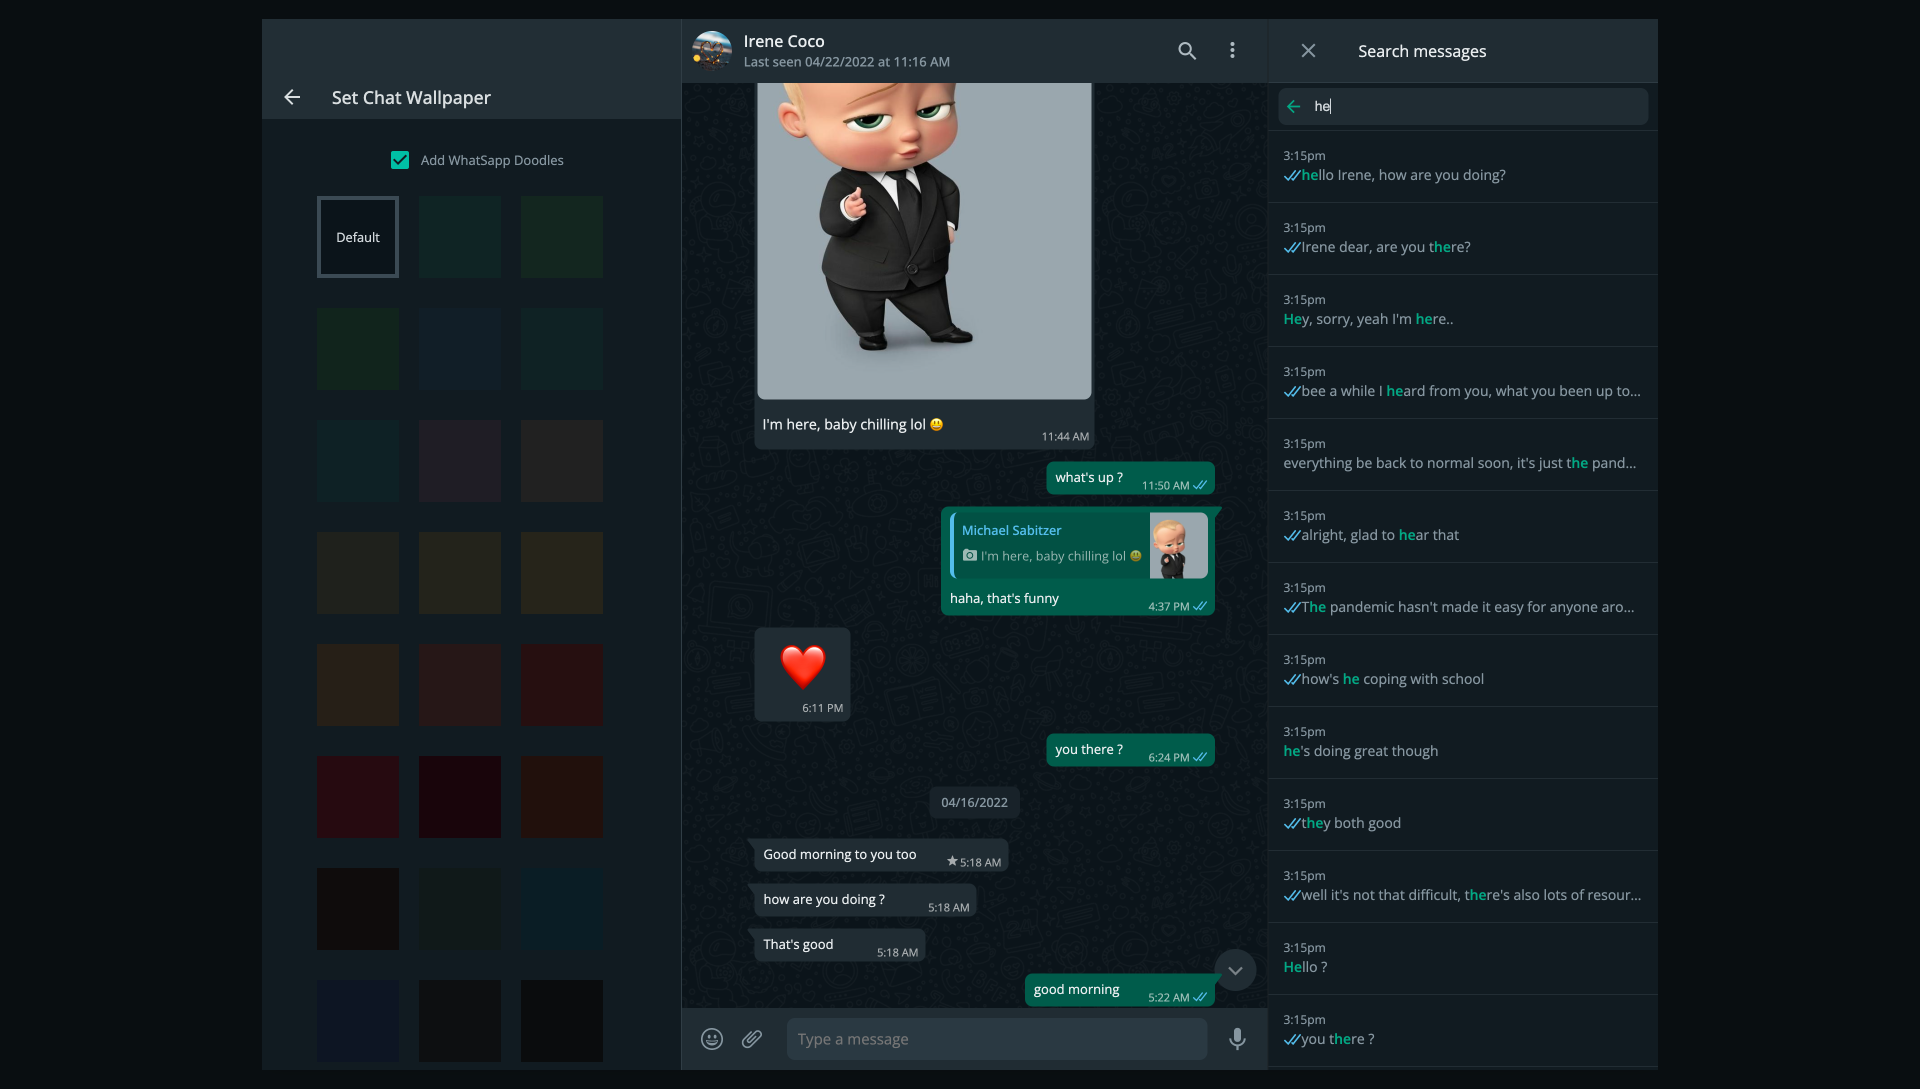 Set Chat Wallpaper
Add WhatSapp Doodles
Default
Irene Coco
Last seen 04/22/2022 at 11:16 AM
I'm here, baby chilling lol 😃
11:44 AM
what's up ?
11:50 AM
Michael Sabitzer
I'm here, baby chilling lol 😃
haha, that's funny
4:37 PM
❤️
6:11 PM
you there ?
6:24 PM
04/16/2022
Good morning to you too
★ 5:18 AM
how are you doing ?
5:18 AM
That's good
5:18 AM
good morning
5:22 AM
Type a message
Search messages
he
3:15pm
hello Irene, how are you doing?
3:15pm
Irene dear, are you there?
3:15pm
Hey, sorry, yeah I'm here..
3:15pm
bee a while I heard from you, what you been up to...
3:15pm
everything be back to normal soon, it's just the pand...
3:15pm
alright, glad to hear that
3:15pm
The pandemic hasn't made it easy for anyone aro...
3:15pm
how's he coping with school
3:15pm
he's doing great though
3:15pm
they both good
3:15pm
well it's not that difficult, there's also lots of resour...
3:15pm
Hello ?
3:15pm
you there ?